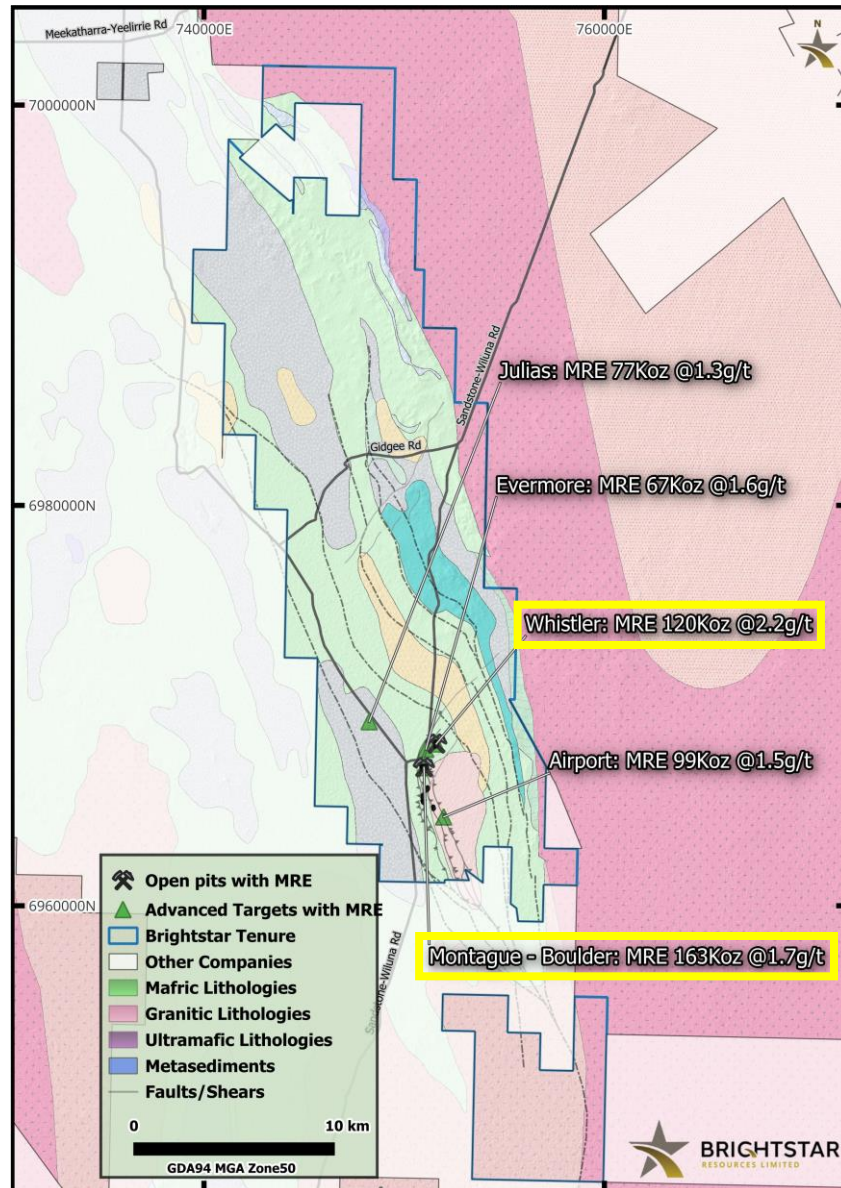 Meekatharra-Yeelirrie Rd
740000E
760000E
N
7000000N
Sandstone-Wiluna Rd
Julias: MRE 77Koz @1.3g/t
Gidgee Rd
Evermore: MRE 67Koz @1.6g/t
6980000N
Whistler: MRE 120Koz @2.2g/t
Airport: MRE 99Koz @1.5g/t
Open pits with MRE
Advanced Targets with MRE
6960000N
Brightstar Tenure
Other Companies
Montague - Boulder: MRE 163Koz @1.7g/t
Mafric Lithologies
Granitic Lithologies
Sandstone-Wiluna Rd
Ultramafic Lithologies
Metasediments
Faults/Shears
0 10 km
GDA94 MGA Zone50
BRIGHTSTAR
RESOURCES LIMITED